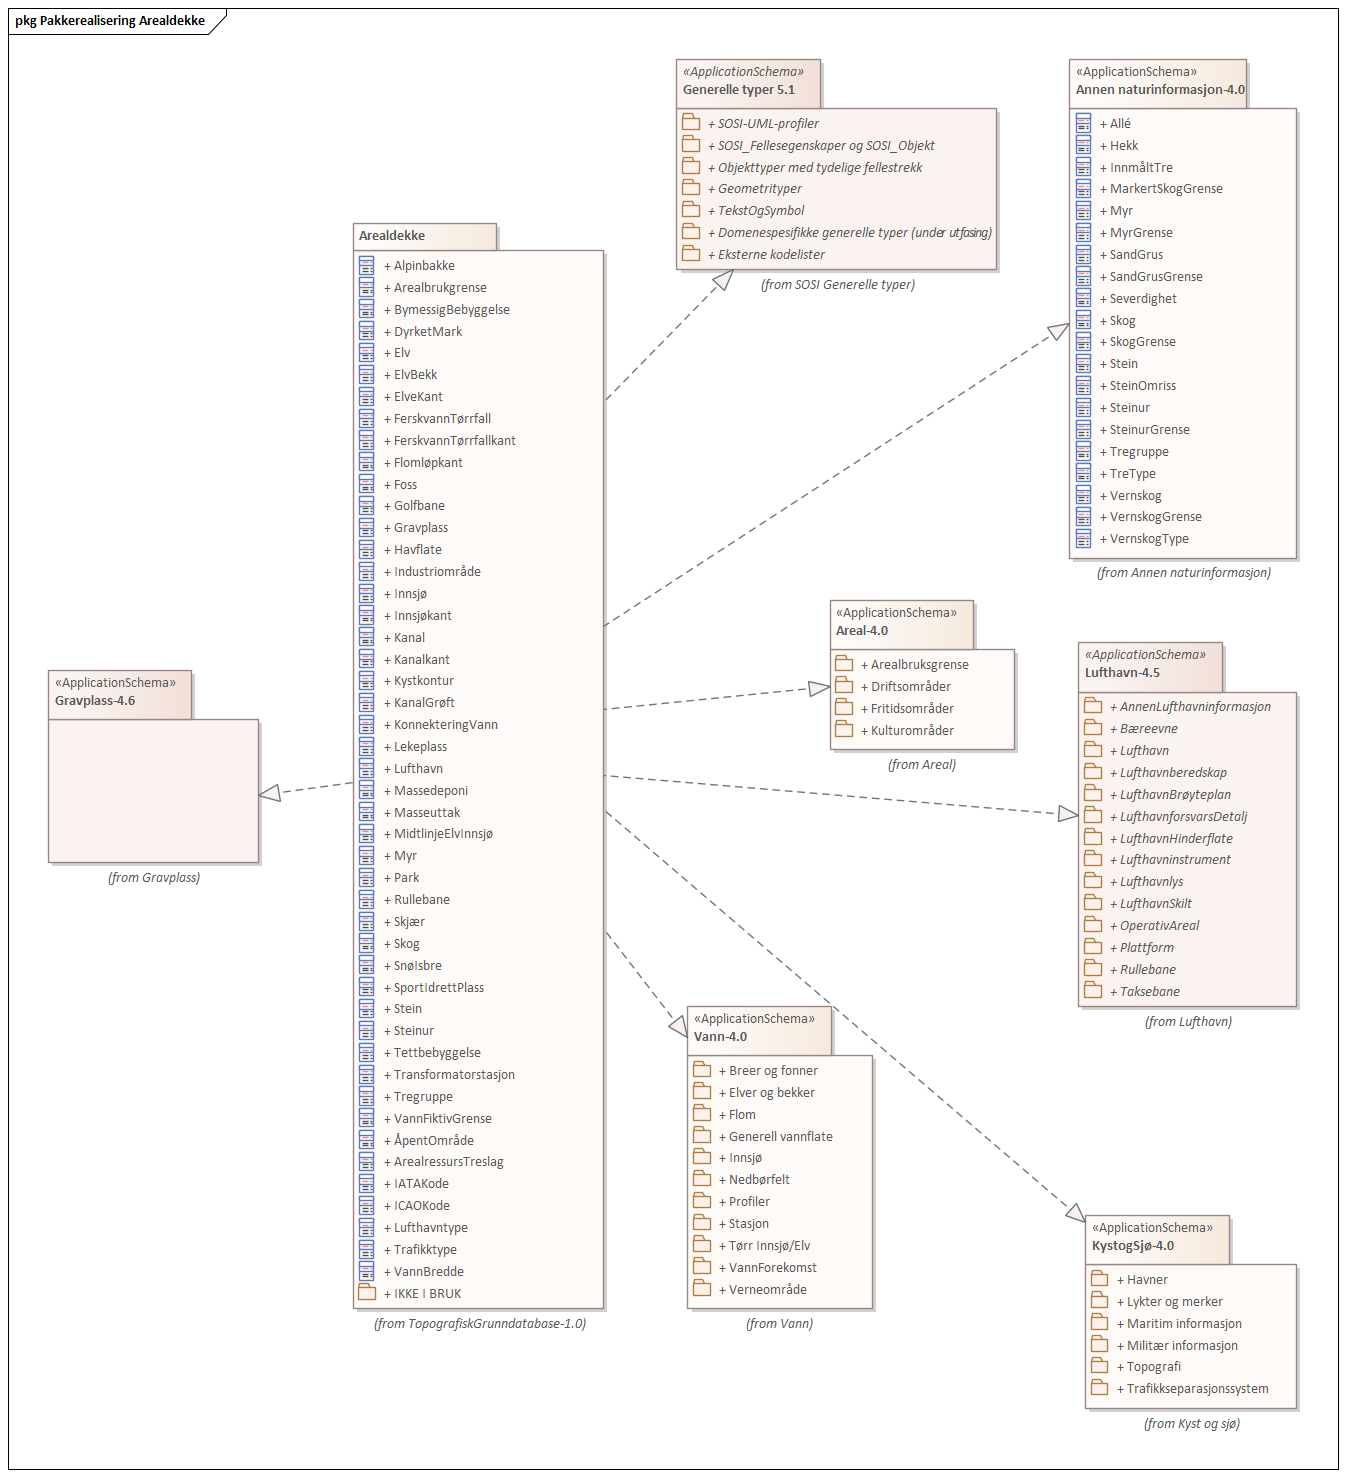 pkg Pakkerealisering Arealdekke
«ApplicationSchema»
Generelle typer 5.1
+ SOSI-UML-profiler
+ SOSI_Fellesegenskaper og SOSI_Objekt
+ Objekttyper med tydelige fellestrekk
+ Geometrityper
+ TekstOgSymbol
+ Domenespesifikke generelle typer (under utfasing)
+ Eksterne kodelister
(from SOSI Generelle typer)
«ApplicationSchema»
Annen naturinformasjon-4.0
+ Allé
+ Hekk
+ InnmåltTre
+ MarkertSkogGrense
+ Myr
+ MyrGrense
+ SandGrus
+ SandGrusGrense
+ Severdighet
+ Skog
+ SkogGrense
+ Stein
+ SteinOmriss
+ Steinur
+ SteinurGrense
+ Tregruppe
+ TreType
+ Vernskog
+ VernskogGrense
+ VernskogType
(from Annen naturinformasjon)
Arealdekke
+ Alpinbakke
+ Arealbrukgrense
+ BymessigBebyggelse
+ DyrketMark
+ Elv
+ ElvBekk
+ ElveKant
+ FerskvannTørrfall
+ FerskvannTørrfallkant
+ Flomløpkant
+ Foss
+ Golfbane
+ Gravplass
+ Havflate
+ Industriområde
+ Innsjø
+ Innsjøkant
+ Kanal
+ Kanalkant
+ Kystkontur
+ KanalGrøft
+ KonnekteringVann
+ Lekeplass
+ Lufthavn
+ Massedeponi
+ Masseuttak
+ MidtlinjeElvInnsjø
+ Myr
+ Park
+ Rullebane
+ Skjær
+ Skog
+ SnøIsbre
+ SportIdrettPlass
+ Stein
+ Steinur
+ Tettbebyggelse
+ Transformatorstasjon
+ Tregruppe
+ VannFiktivGrense
+ ÅpentOmråde
+ ArealressursTreslag
+ IATAKode
+ ICAOKode
+ Lufthavntype
+ Trafikktype
+ VannBredde
+ IKKE I BRUK
(from TopografiskGrunndatabase-1.0)
«ApplicationSchema»
Areal-4.0
+ Arealbruksgrense
+ Driftsområder
+ Fritidsområder
+ Kulturområder
(from Areal)
«ApplicationSchema»
Lufthavn-4.5
+ AnnenLufthavninformasjon
+ Bæreevne
+ Lufthavn
+ Lufthavnberedskap
+ LufthavnBrøyteplan
+ LufthavnforsvarsDetalj
+ LufthavnHinderflate
+ Lufthavninstrument
+ Lufthavnlys
+ LufthavnSkilt
+ OperativAreal
+ Plattform
+ Rullebane
+ Taksebane
(from Lufthavn)
«ApplicationSchema»
Gravplass-4.6
(from Gravplass)
«ApplicationSchema»
Vann-4.0
+ Breer og fonner
+ Elver og bekker
+ Flom
+ Generell vannflate
+ Innsjø
+ Nedbørfelt
+ Profiler
+ Stasjon
+ Tørr Innsjø/Elv
+ VannForekomst
+ Verneområde
(from Vann)
«ApplicationSchema»
KystogSjø-4.0
+ Havner
+ Lykter og merker
+ Maritim informasjon
+ Militær informasjon
+ Topografi
+ Trafikkseparasjonssystem
(from Kyst og sjø)